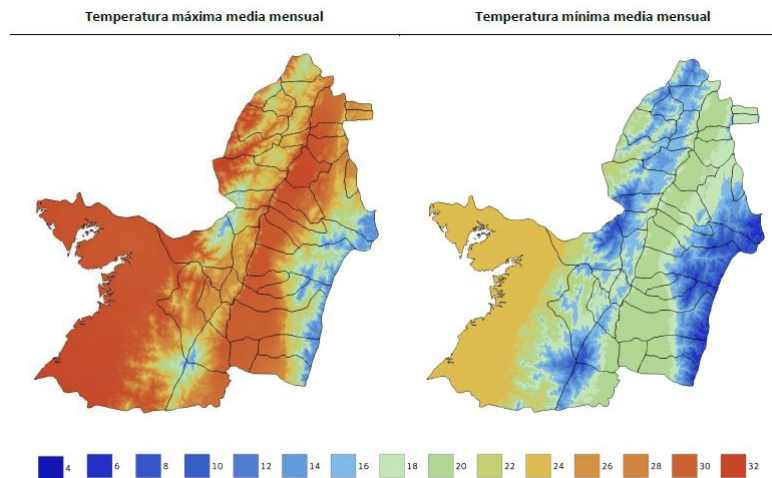 Temperatura máxima media mensual
Temperatura mínima media mensual
4 6 8 10 12 14 16 18 20 22 24 26 28 30 32